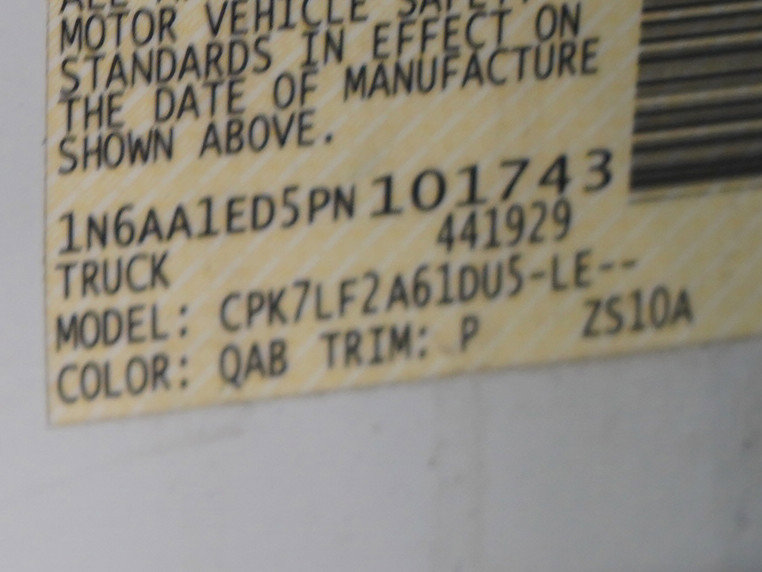 MOTOR VEHICLE SAFETY
STANDARDS IN EFFECT ON
THE DATE OF MANUFACTURE
SHOWN ABOVE.
1N6AA1ED5PN101743
441929
TRUCK
MODEL: CPK7LF2A61DU5-LE--
COLOR: QAB TRIM: P ZS10A